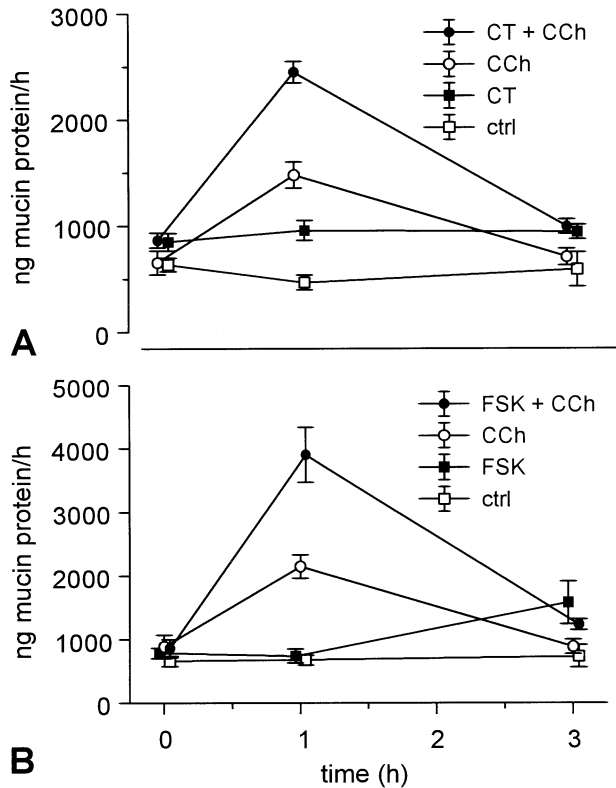 ng mucin protein/h
3000
2000
1000
0
CT + CCh
CCh
CT
ctrl
A
ng mucin protein/h
5000
4000
3000
2000
1000
0
FSK + CCh
CCh
FSK
ctrl
0 1 2 3
time (h)
B